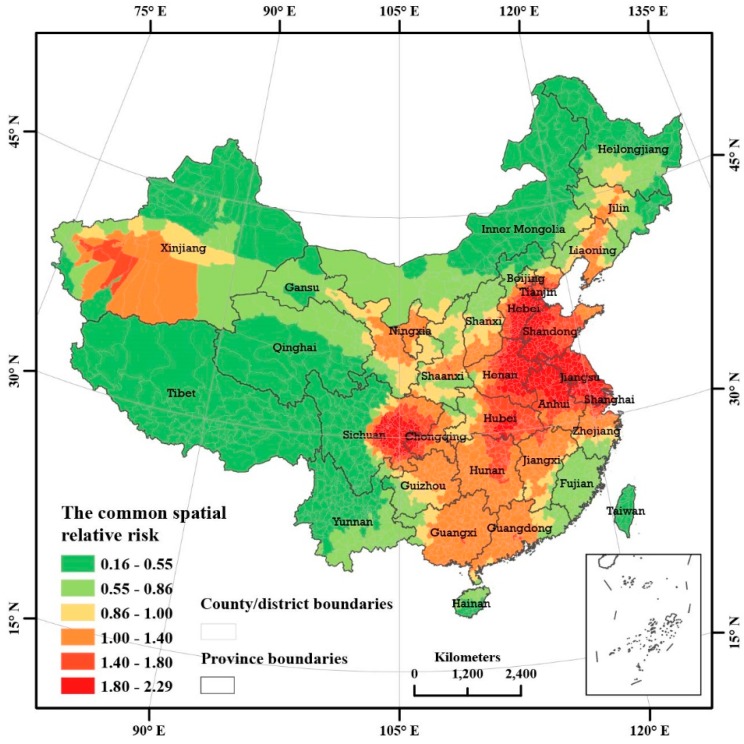 75° E 90° E 105° E 120° E 135° E
45° N
45° N
30° N
30° N
15° N
15° N
Heilongjiang
Jilin
Inner Mongolia
Liaoning
Xinjiang
Beijing
Gansu
Tianjin
Hebei
Ningxia
Shanxi
Shandong
Qinghai
Shaanxi
Henan
Jiangsu
Tibet
Shanghai
Anhui
Hubei
Sichuan
Chongqing
Zhejiang
Hunan
Jiangxi
Guizhou
Fujian
Yunnan
Taiwan
Guangxi
Guangdong
Hainan
The common spatial
relative risk
0.16 - 0.55
0.55 - 0.86
0.86 - 1.00
1.00 - 1.40
1.40 - 1.80
1.80 - 2.29
County/district boundaries
Province boundaries
Kilometers
0 1,200 2,400
90° E 105° E 120° E